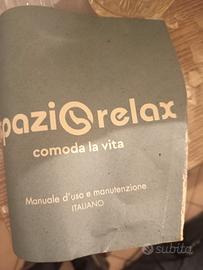 pazi relax
comoda la vita
Manuale d'uso e manutenzione
ITALIANO
subito